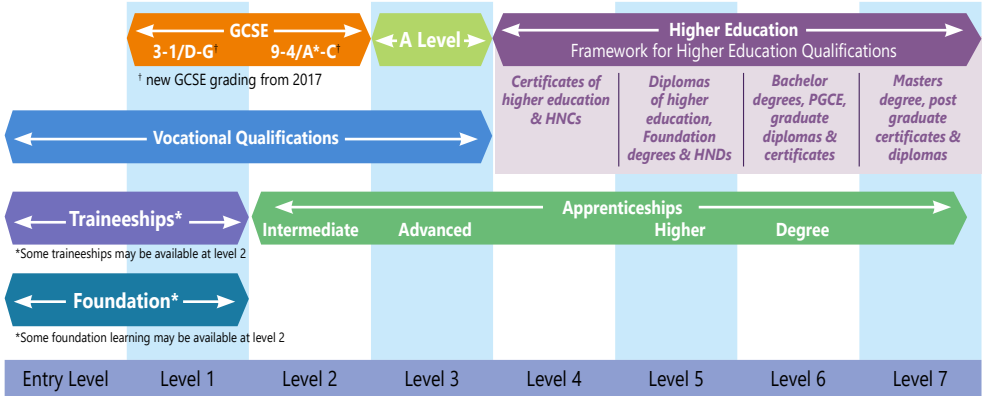 GCSE
3-1/D-G† 9-4/A*-C†
† new GCSE grading from 2017
A Level
Higher Education
Framework for Higher Education Qualifications
Certificates of
higher education
& HNCs
Diplomas
of higher
education,
Foundation
degrees & HNDs
Bachelor
degrees, PGCE,
graduate
diplomas &
certificates
Masters
degree, post
graduate
certificates &
diplomas
Vocational Qualifications
Traineeships*
*Some traineeships may be available at level 2
Apprenticeships
Intermediate Advanced Higher Degree
Foundation*
*Some foundation learning may be available at level 2
Entry Level Level 1 Level 2 Level 3 Level 4 Level 5 Level 6 Level 7